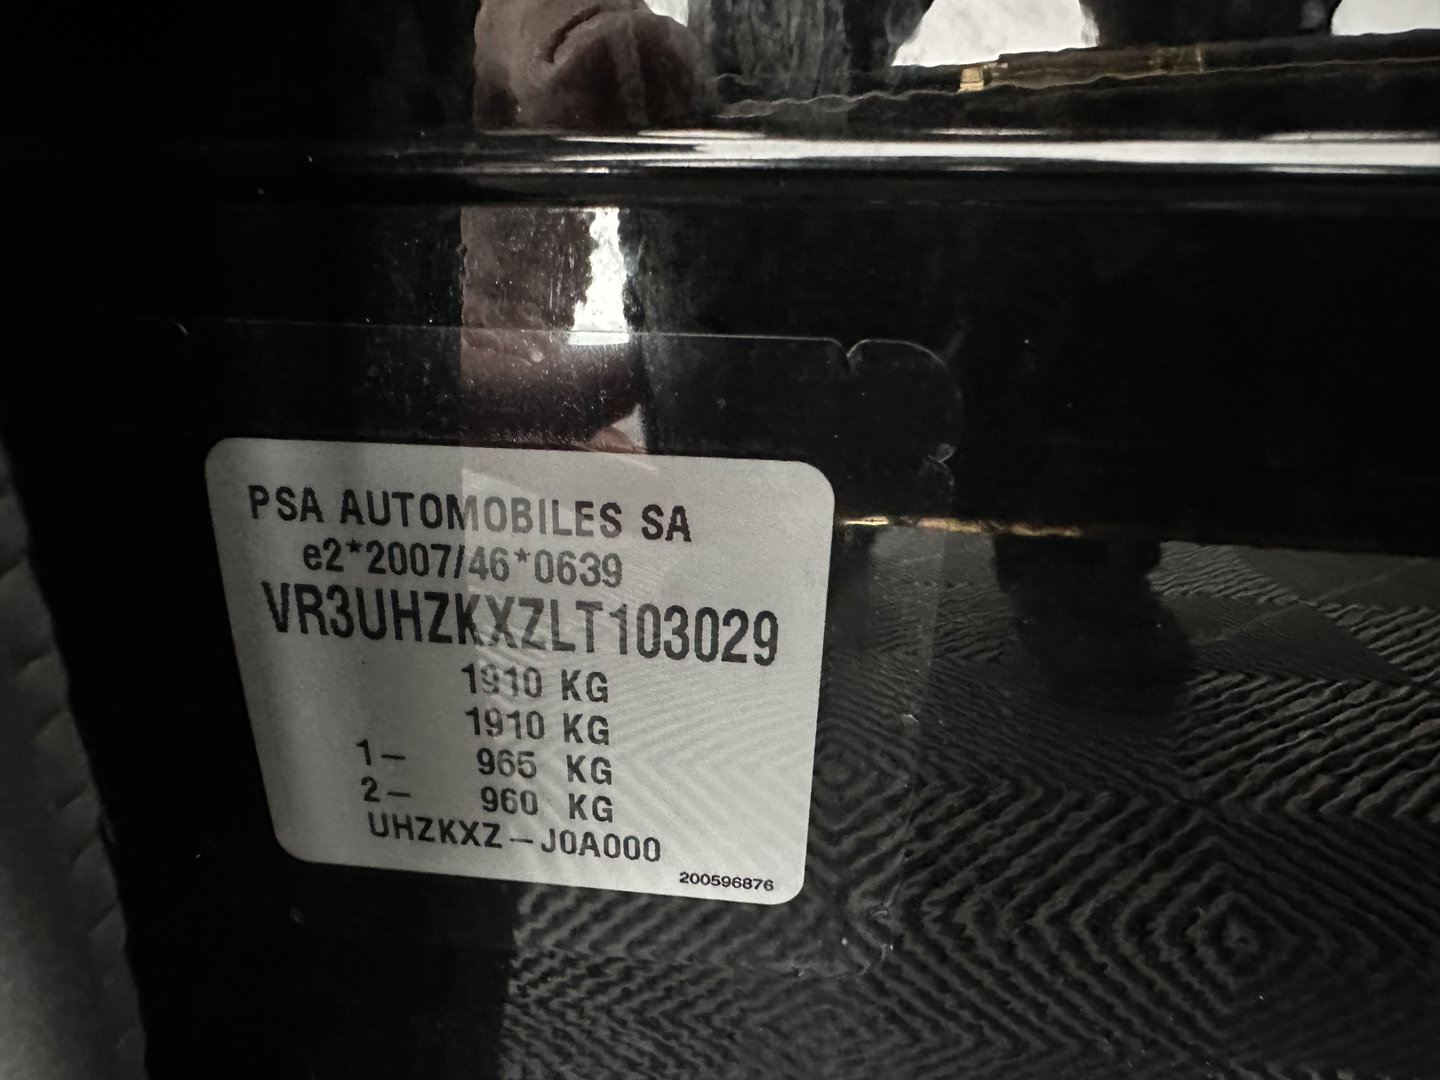 PSA AUTOMOBILES SA
e2*2007/46*0639
VR3UHZKXZLT103029
1910 KG
1910 KG
1- 965 KG
2- 960 KG
UHZKXZ-J0A000
200596876